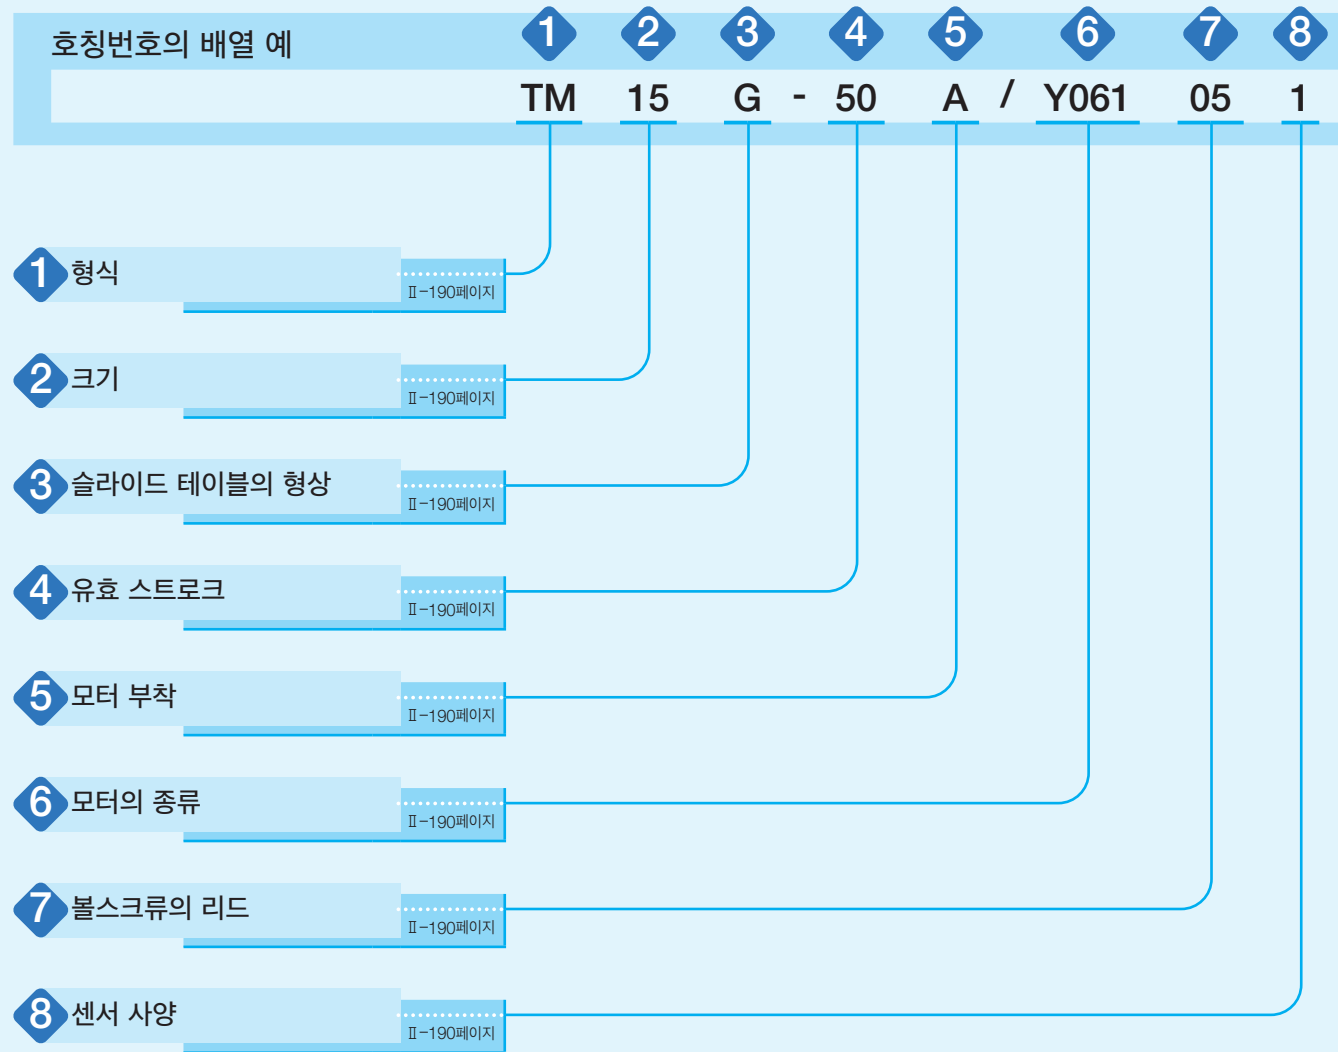 호칭번호의 배열 예
1 2 3 4 5 6 7 8
TM 15 G - 50 A / Y061 05 1
1 형식
Ⅱ-190페이지
2 크기
Ⅱ-190페이지
3 슬라이드 테이블의 형상
Ⅱ-190페이지
4 유효 스트로크
Ⅱ-190페이지
5 모터 부착
Ⅱ-190페이지
6 모터의 종류
Ⅱ-190페이지
7 볼스크류의 리드
Ⅱ-190페이지
8 센서 사양
Ⅱ-190페이지